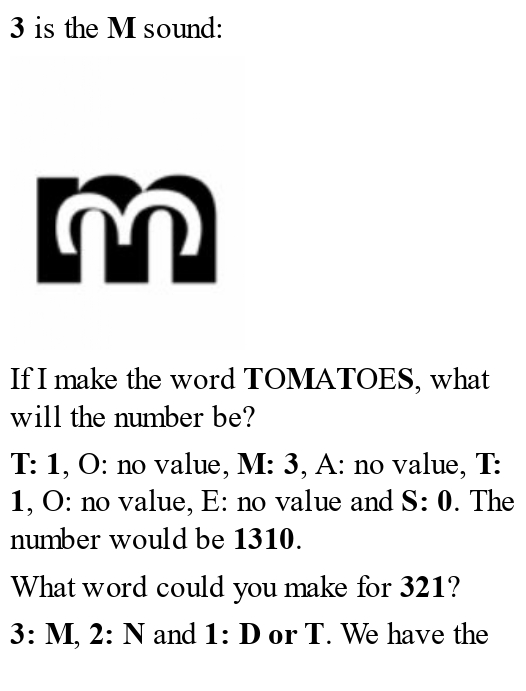 3 is the M sound:
m
If I make the word TOMATOES, what
will the number be?
T: 1, O: no value, M: 3, A: no value, T:
1, O: no value, E: no value and S: 0. The
number would be 1310.
What word could you make for 321?
3: M, 2: N and 1: D or T. We have the